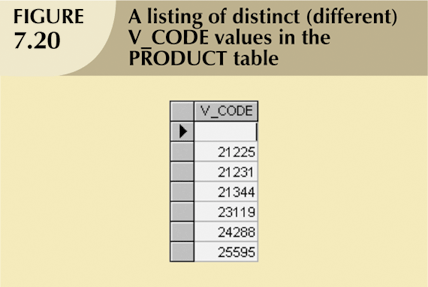 FIGURE
7.20
A listing of distinct (different)
V_CODE values in the
PRODUCT table
V_CODE
21225
21231
21344
23119
24288
25595